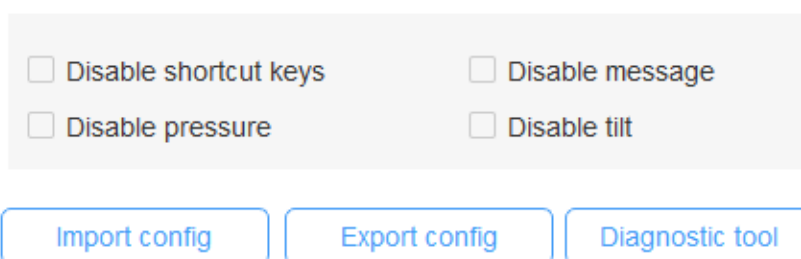 Disable shortcut keys Disable message
Disable pressure Disable tilt
Import config Export config Diagnostic tool